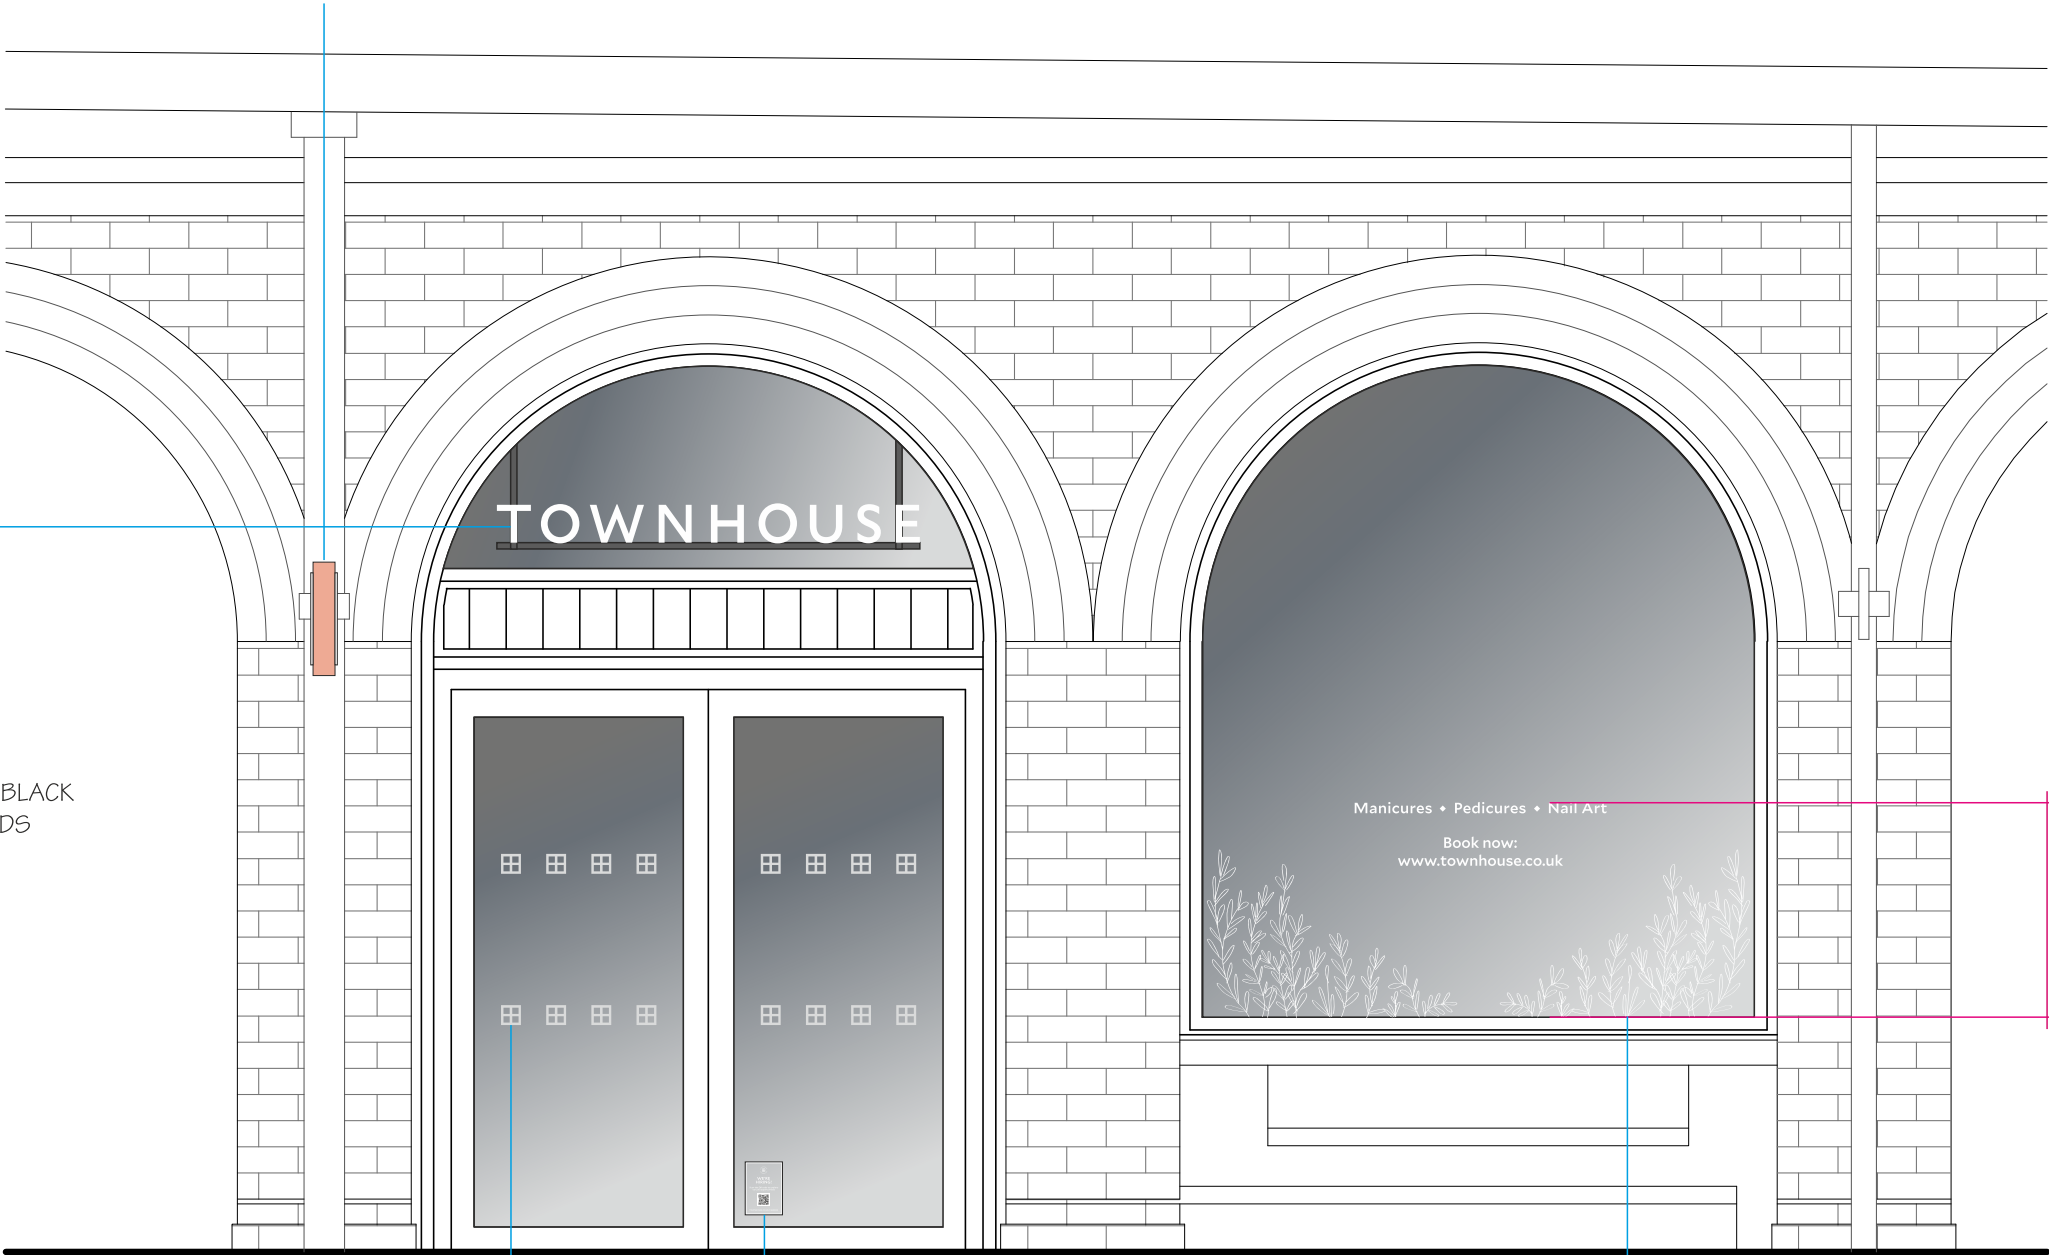 TOWNHOUSE
BLACK
DS
Manicures • Pedicures • Nail Art
Book now:
www.townhouse.co.uk